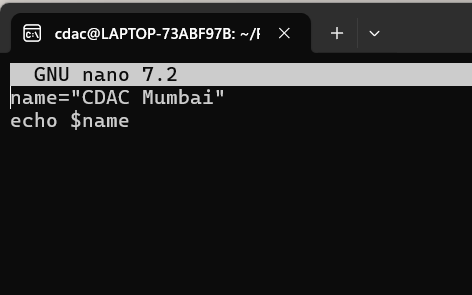 cdac@LAPTOP-73ABF97B: ~/
GNU nano 7.2
name="CDAC Mumbai"
echo $name